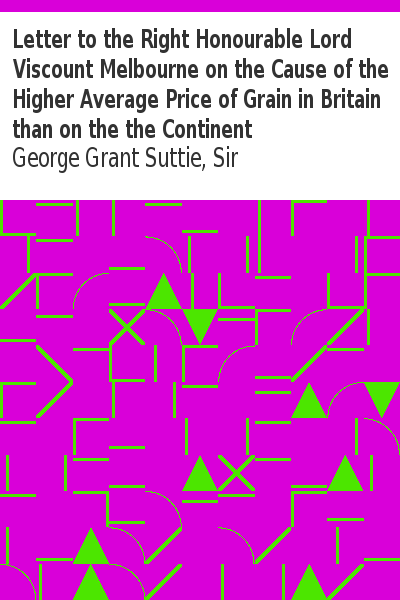 Letter to the Right Honourable Lord
Viscount Melbourne on the Cause of the
Higher Average Price of Grain in Britain
than on the the Continent
George Grant Suttie, Sir